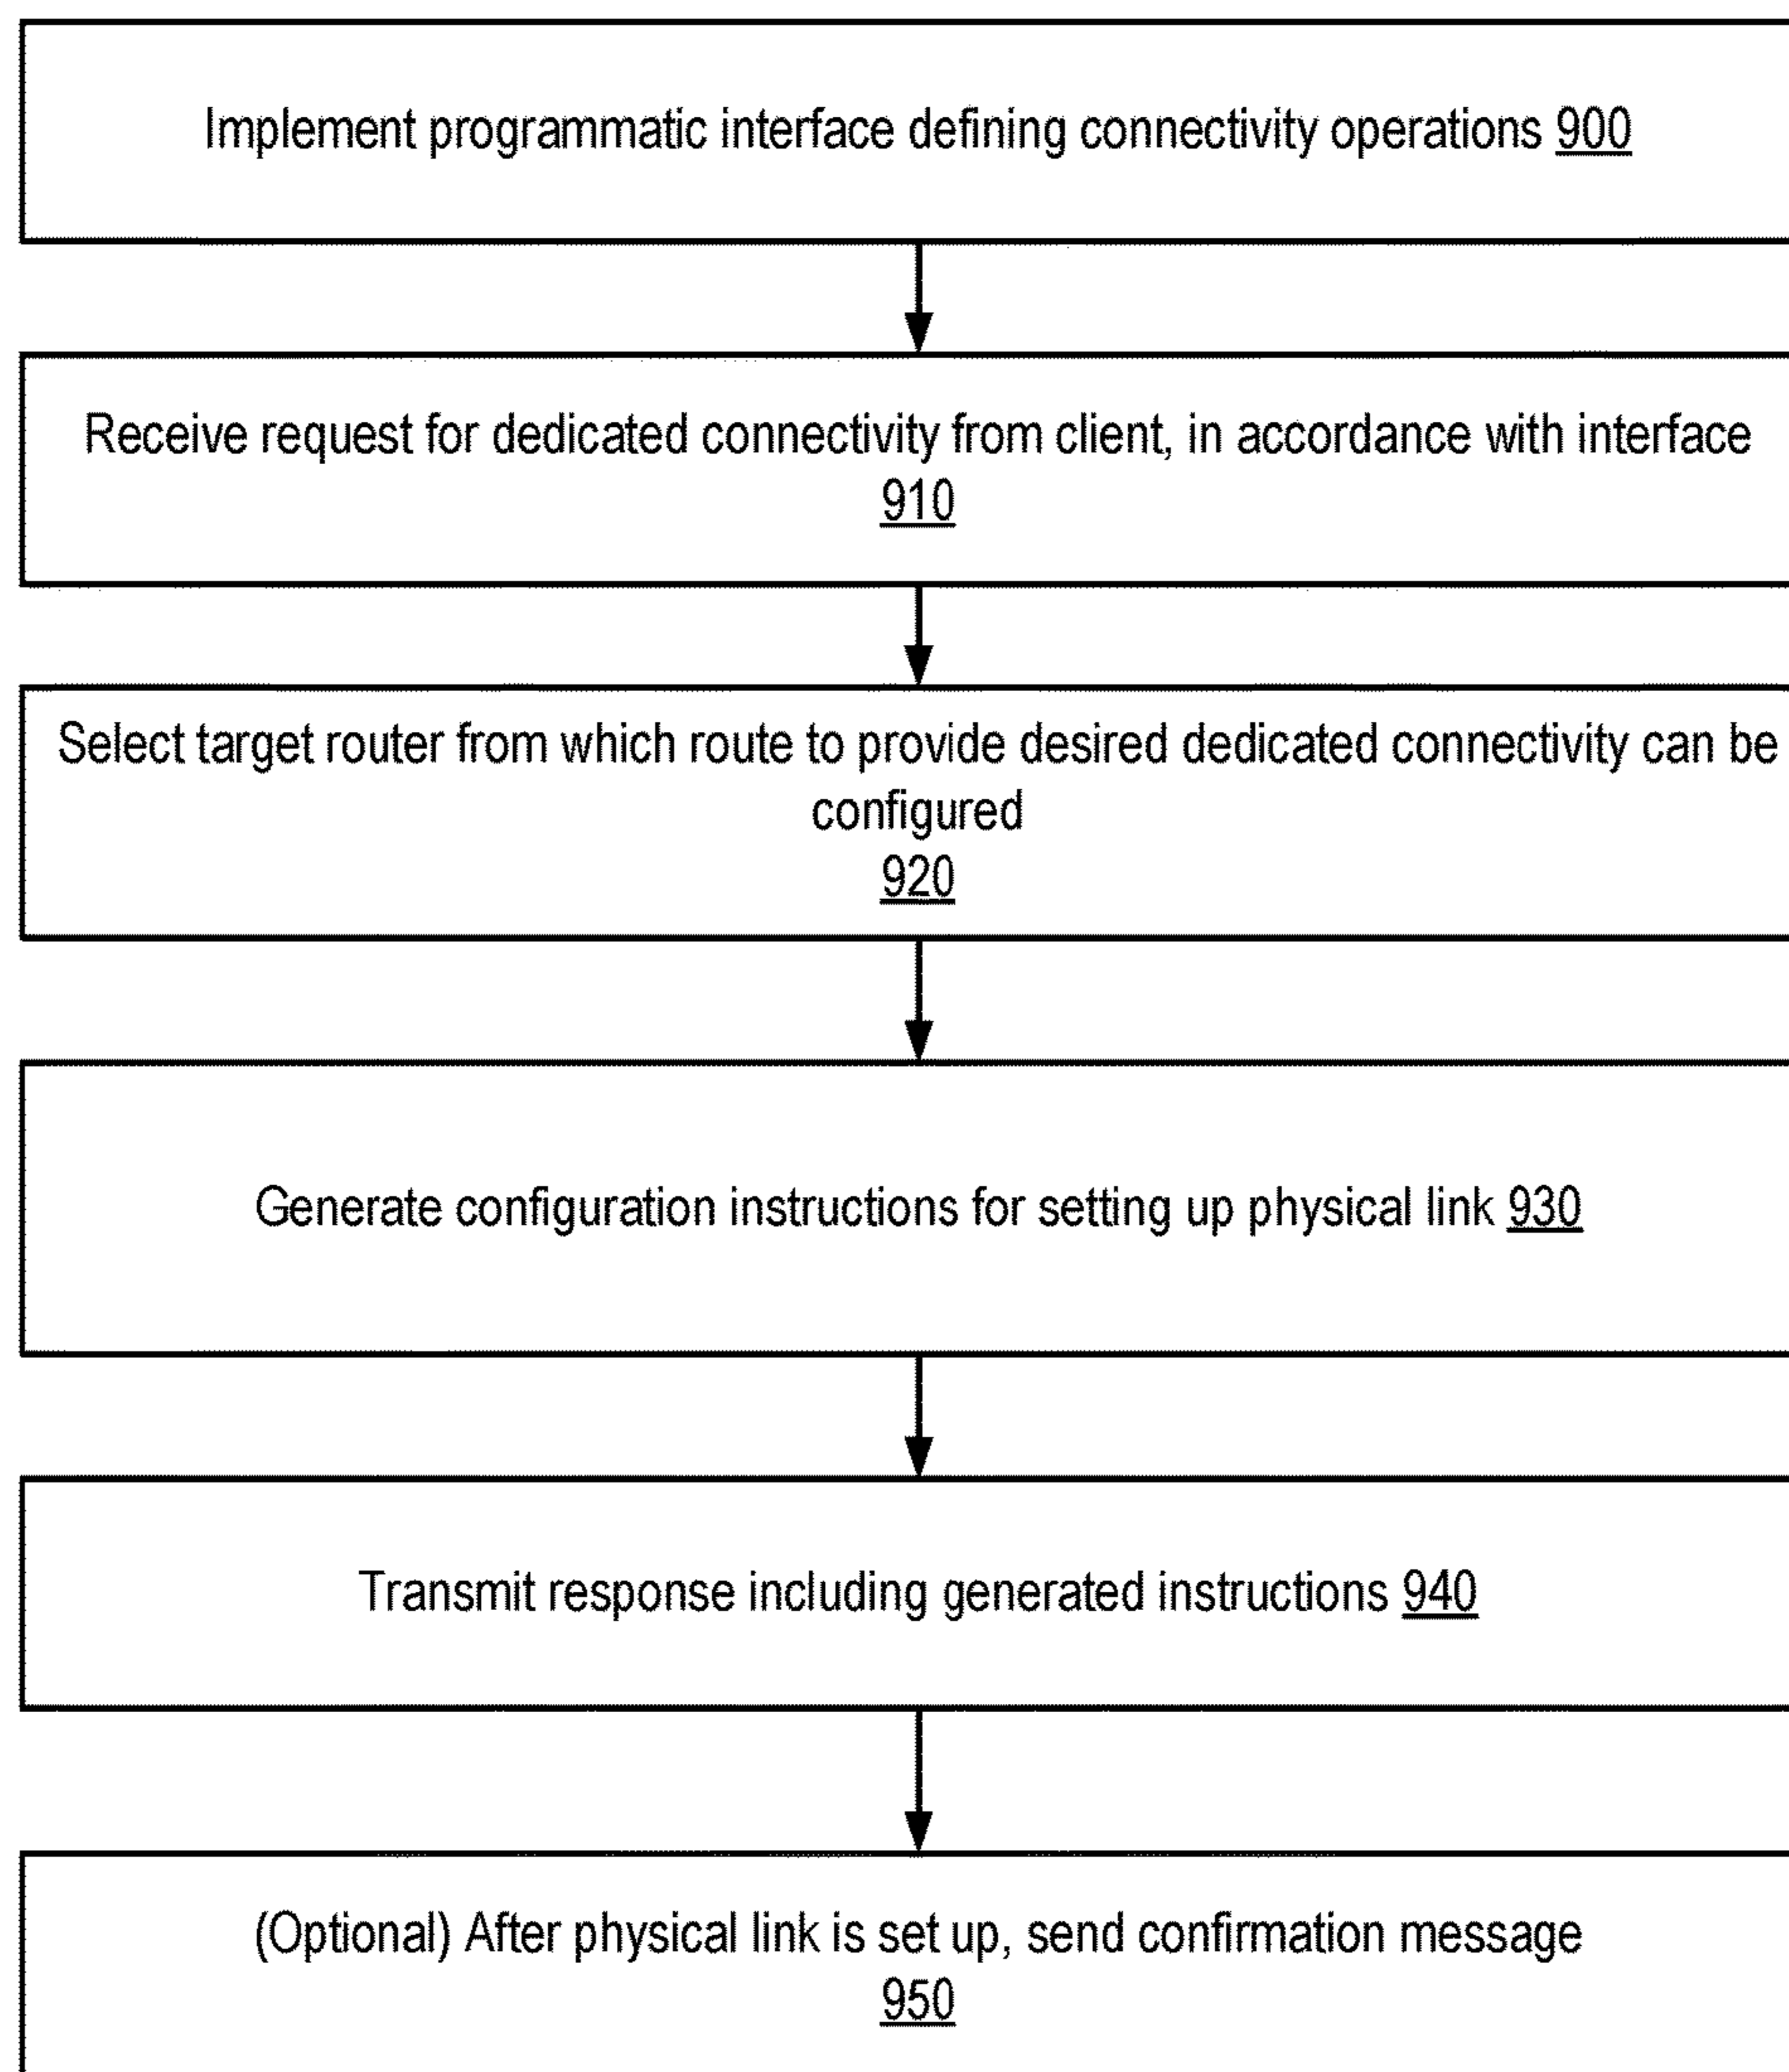 Implement programmatic interface defining connectivity operations 900
Receive request for dedicated connectivity from client, in accordance with interface
910
Select target router from which route to provide desired dedicated connectivity can be
configured
920
Generate configuration instructions for setting up physical link 930
Transmit response including generated instructions 940
(Optional) After physical link is set up, send confirmation message
950